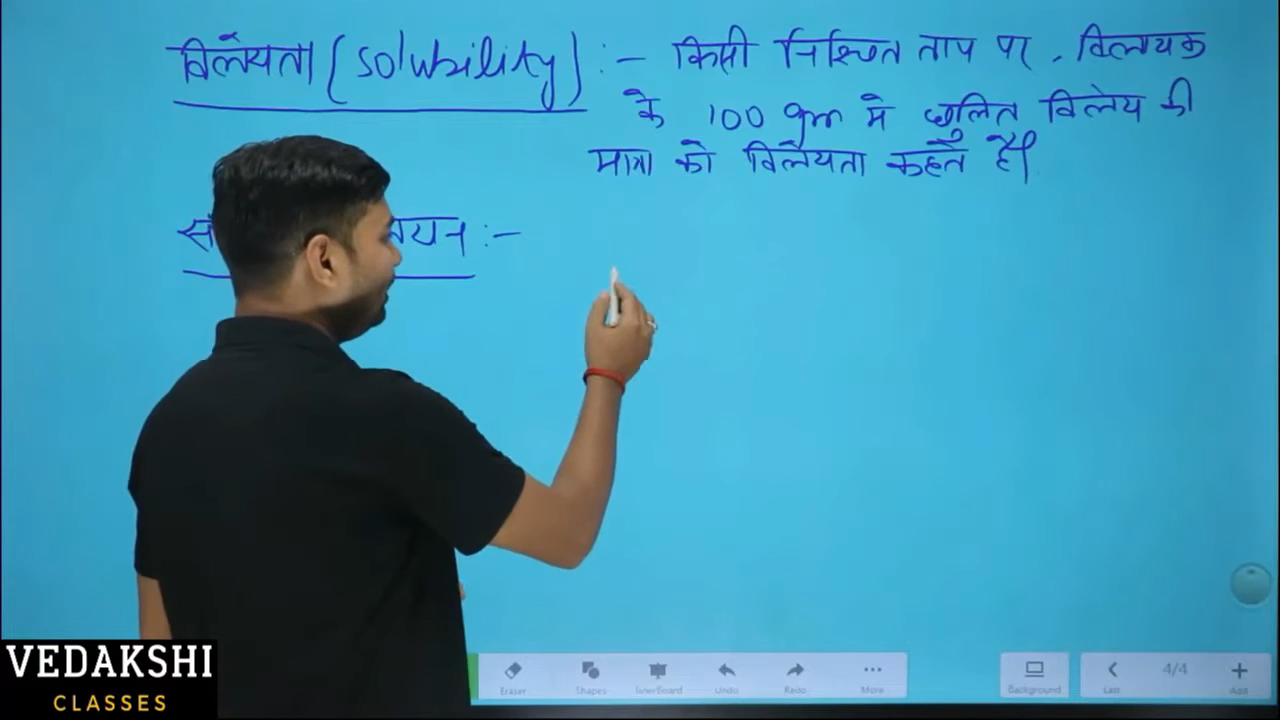 विलेयता (solubility) :- किसी निश्चित ताप पर, विलायक
के 100 gm मे घुलित विलेय की
मात्रा को विलेयता कहते है।
:-
VEDAKSHI
CLASSES
Eraser
Shapes
InnerBoard
Undo
Redo
More
Background
Last
4/4
Add